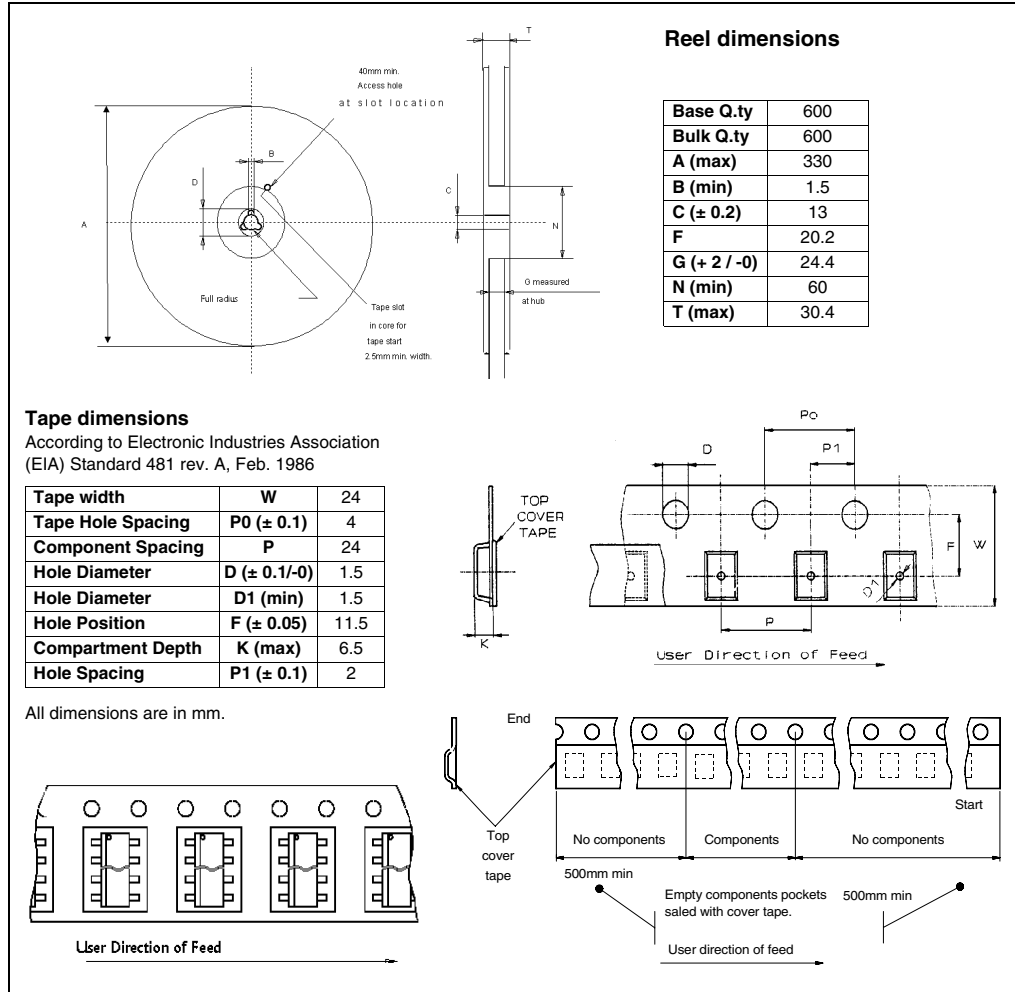 Reel dimensions
T
40mm min.
Access hole
at slot location
B
D
A
C
N
G measured
at hub
Full radius
Tape slot
in core for
tape start
2.5mm min. width.
Base Q.ty 600
Bulk Q.ty 600
A (max) 330
B (min) 1.5
C (± 0.2) 13
F 20.2
G (+ 2 / -0) 24.4
N (min) 60
T (max) 30.4
Tape dimensions
According to Electronic Industries Association
(EIA) Standard 481 rev. A, Feb. 1986
Tape width W 24
Tape Hole Spacing P0 (± 0.1) 4
Component Spacing P 24
Hole Diameter D (± 0.1/-0) 1.5
Hole Diameter D1 (min) 1.5
Hole Position F (± 0.05) 11.5
Compartment Depth K (max) 6.5
Hole Spacing P1 (± 0.1) 2
All dimensions are in mm.
TOP
COVER
TAPE
K
Po
D
P1
F
W
D1
P
User Direction of Feed
End
Start
Top
cover
tape
No components
Components
No components
500mm min
Empty components pockets
saled with cover tape.
500mm min
User direction of feed
User Direction of Feed